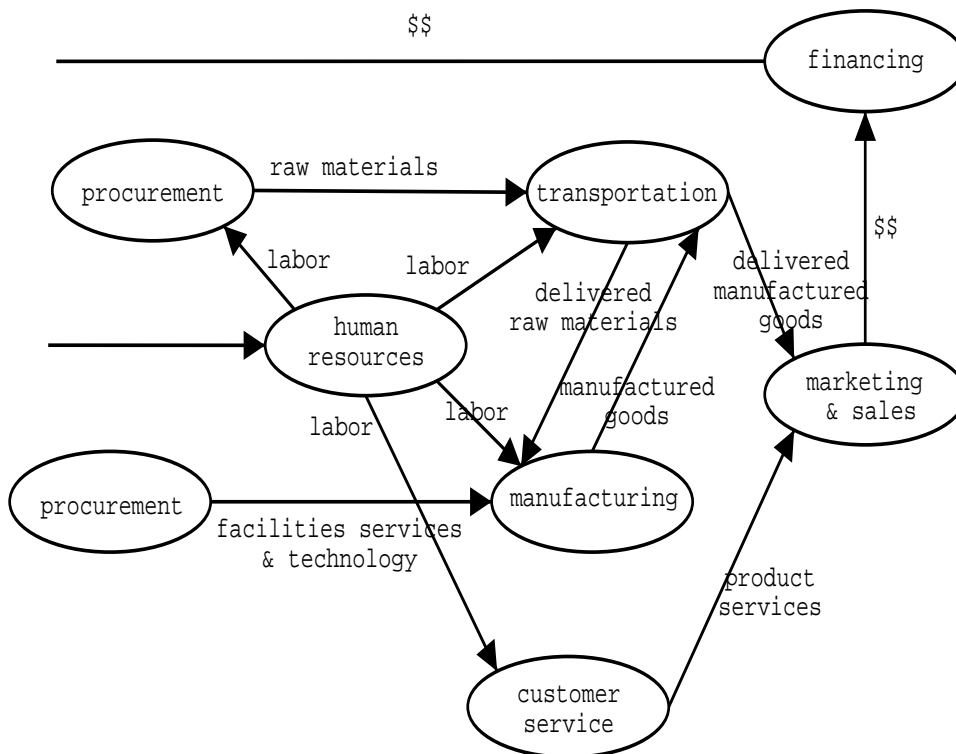 $$
financing
raw materials
procurement
transportation
$$
labor
labor
delivered
manufactured
goods
delivered
raw materials
human
resources
marketing
& sales
manufactured
goods
labor
labor
procurement
manufacturing
facilities services
& technology
product
services
customer
service